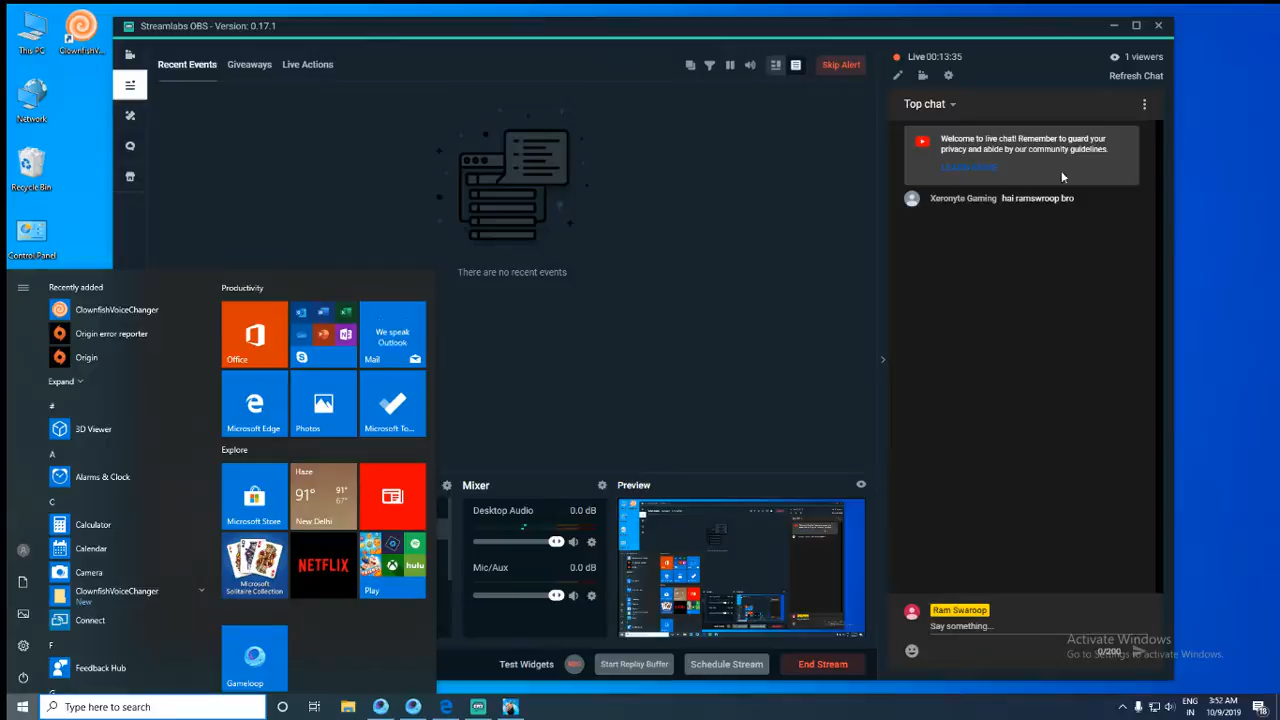 This PC
ClownfishV...
Network
Recycle Bin
Control Panel
Streamlabs OBS - Version: 0.17.1
Recent Events
Giveaways
Live Actions
Skip Alert
There are no recent events
Live 00:13:35
1 viewers
Refresh Chat
Top chat
Welcome to live chat! Remember to guard your
privacy and abide by our community guidelines.
LEARN MORE
Xeronyte Gaming hai ramswroop bro
Recently added
ClownfishVoiceChanger
Origin error reporter
Origin
Expand
#
3D Viewer
A
Alarms & Clock
C
Calculator
Calendar
Camera
ClownfishVoiceChanger
New
Connect
F
Feedback Hub
G
Productivity
Office
We speak
Outlook
Mail
Microsoft Edge
Photos
Microsoft To...
Explore
Microsoft Store
Haze
91°
91°
67°
New Delhi
Microsoft
Solitaire Collection
NETFLIX
hulu
Play
Gameloop
Mixer
Desktop Audio
0.0 dB
Mic/Aux
0.0 dB
Preview
Test Widgets
REC
Start Replay Buffer
Schedule Stream
End Stream
Ram Swaroop
Say something...
0/200
Activate Windows
Go to Settings to activate Windows.
Type here to search
ENG
IN
3:52 AM
10/9/2019
18